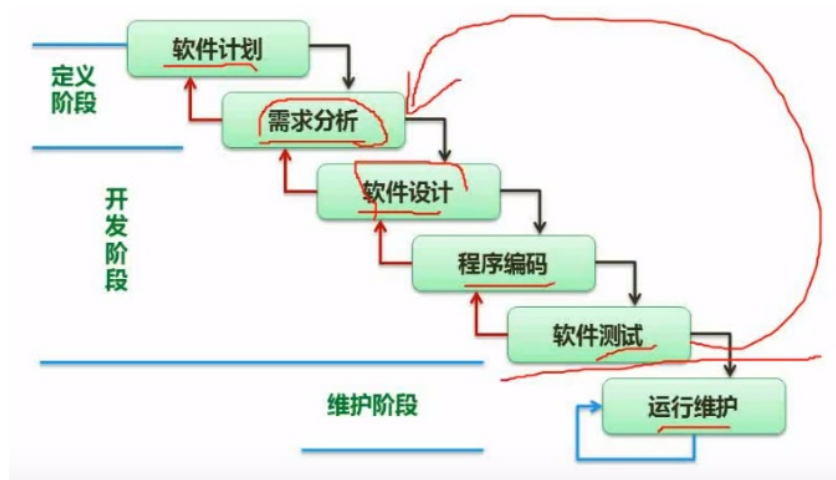 软件计划
定义
阶段
需求分析
软件设计
开
发
阶
段
程序编码
软件测试
维护阶段
运行维护